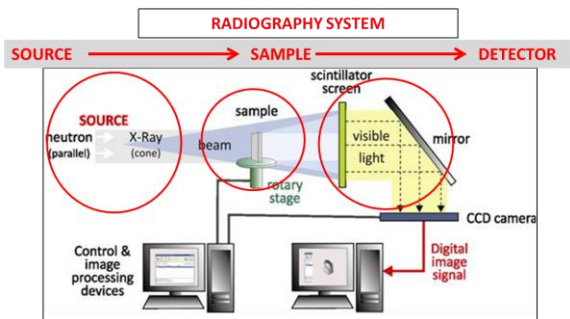 RADIOGRAPHY SYSTEM
SOURCE SAMPLE DETECTOR
scintillator
screen
SOURCE
neutron
(parallel)
X-Ray
(cone)
beam
sample
rotary
stage
visible
light
mirror
CCD camera
Control &
image
processing
devices
Digital
image
signal